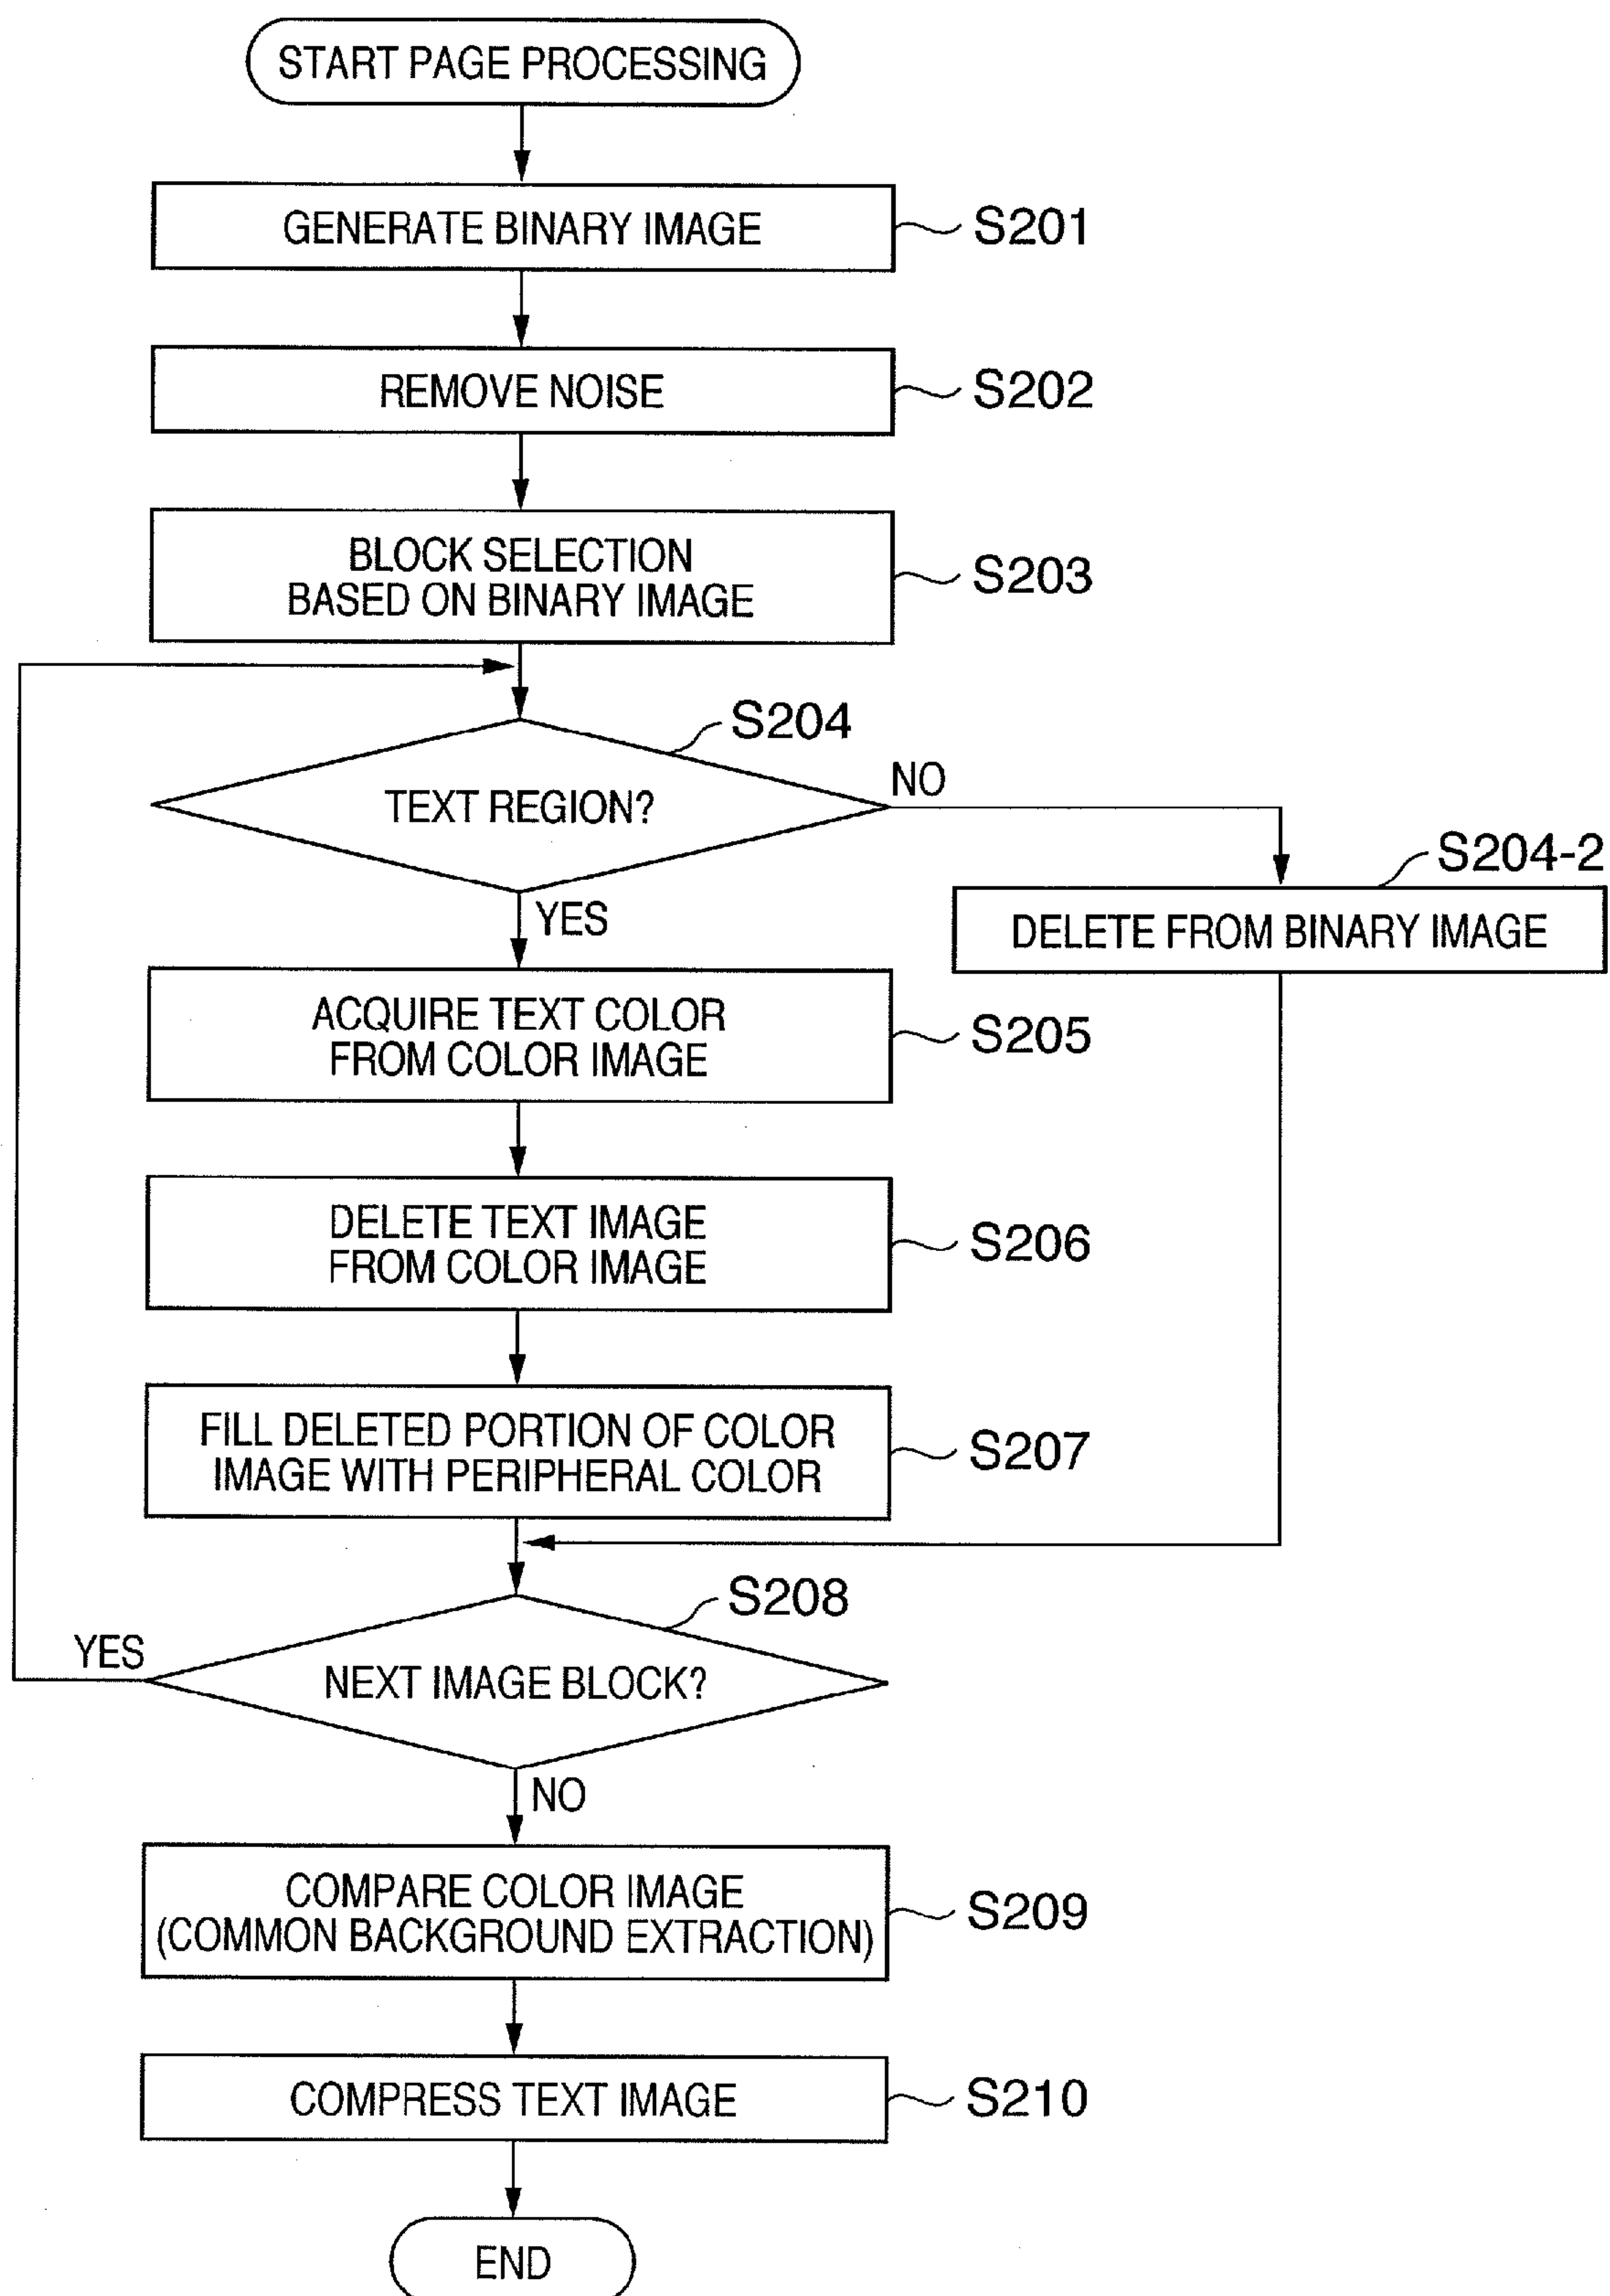 START PAGE PROCESSING
GENERATE BINARY IMAGE
S201
REMOVE NOISE
S202
BLOCK SELECTION
BASED ON BINARY IMAGE
S203
S204
TEXT REGION?
NO
YES
S204-2
DELETE FROM BINARY IMAGE
ACQUIRE TEXT COLOR
FROM COLOR IMAGE
S205
DELETE TEXT IMAGE
FROM COLOR IMAGE
S206
FILL DELETED PORTION OF COLOR
IMAGE WITH PERIPHERAL COLOR
S207
S208
YES
NEXT IMAGE BLOCK?
NO
COMPARE COLOR IMAGE
(COMMON BACKGROUND EXTRACTION)
S209
COMPRESS TEXT IMAGE
S210
END